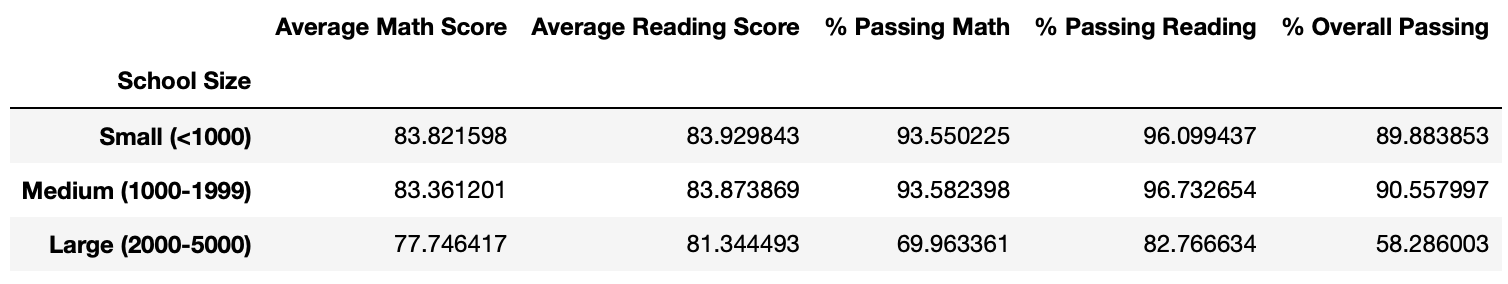 Average Math Score Average Reading Score % Passing Math % Passing Reading % Overall Passing
School Size
Small (<1000) 83.821598 83.929843 93.550225 96.099437 89.883853
Medium (1000-1999) 83.361201 83.873869 93.582398 96.732654 90.557997
Large (2000-5000) 77.746417 81.344493 69.963361 82.766634 58.286003